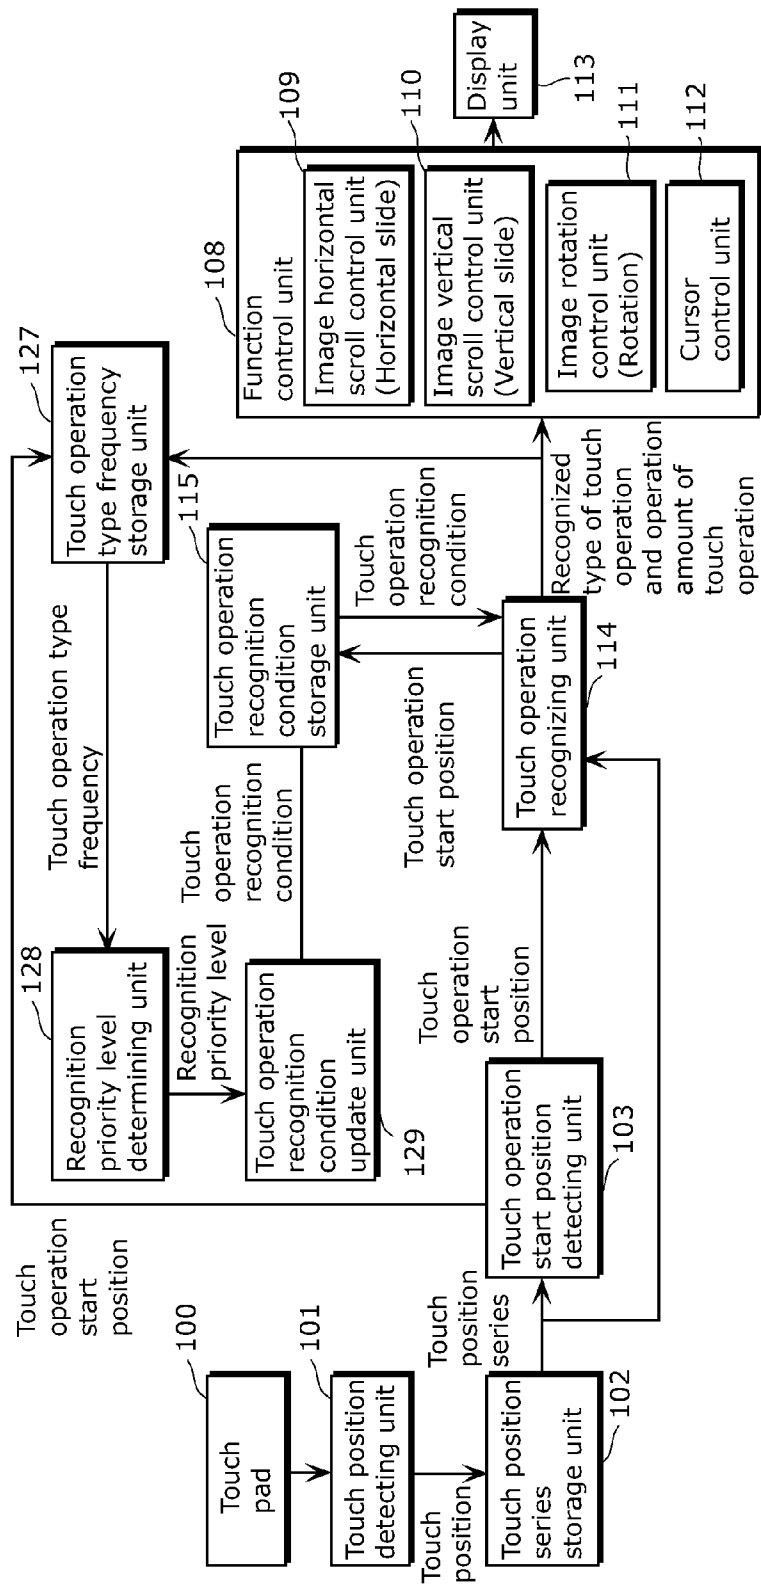 Touch
pad
100
Touch position
detecting unit
101
Touch
position
Touch position
series
storage unit
102
Touch
position
series
Touch operation
start position
detecting unit
103
Touch
operation
start
position
Touch
operation
start
position
Recognition
priority level
determining unit
128
Recognition
priority level
Touch operation
recognition
condition
update unit
129
Touch operation type
frequency
Touch
operation
recognition
condition
Touch operation
start position
Touch operation
recognizing unit
114
Touch operation
recognition
condition
storage unit
115
Touch
operation
recognition
condition
Touch operation
type frequency
storage unit
127
Recognized
type of touch
operation
and operation
amount of
touch
operation
108
Function
control unit
Image horizontal
scroll control unit
(Horizontal slide)
109
Image vertical
scroll control unit
(Vertical slide)
110
Image rotation
control unit
(Rotation)
111
Cursor
control unit
112
Display
unit
113